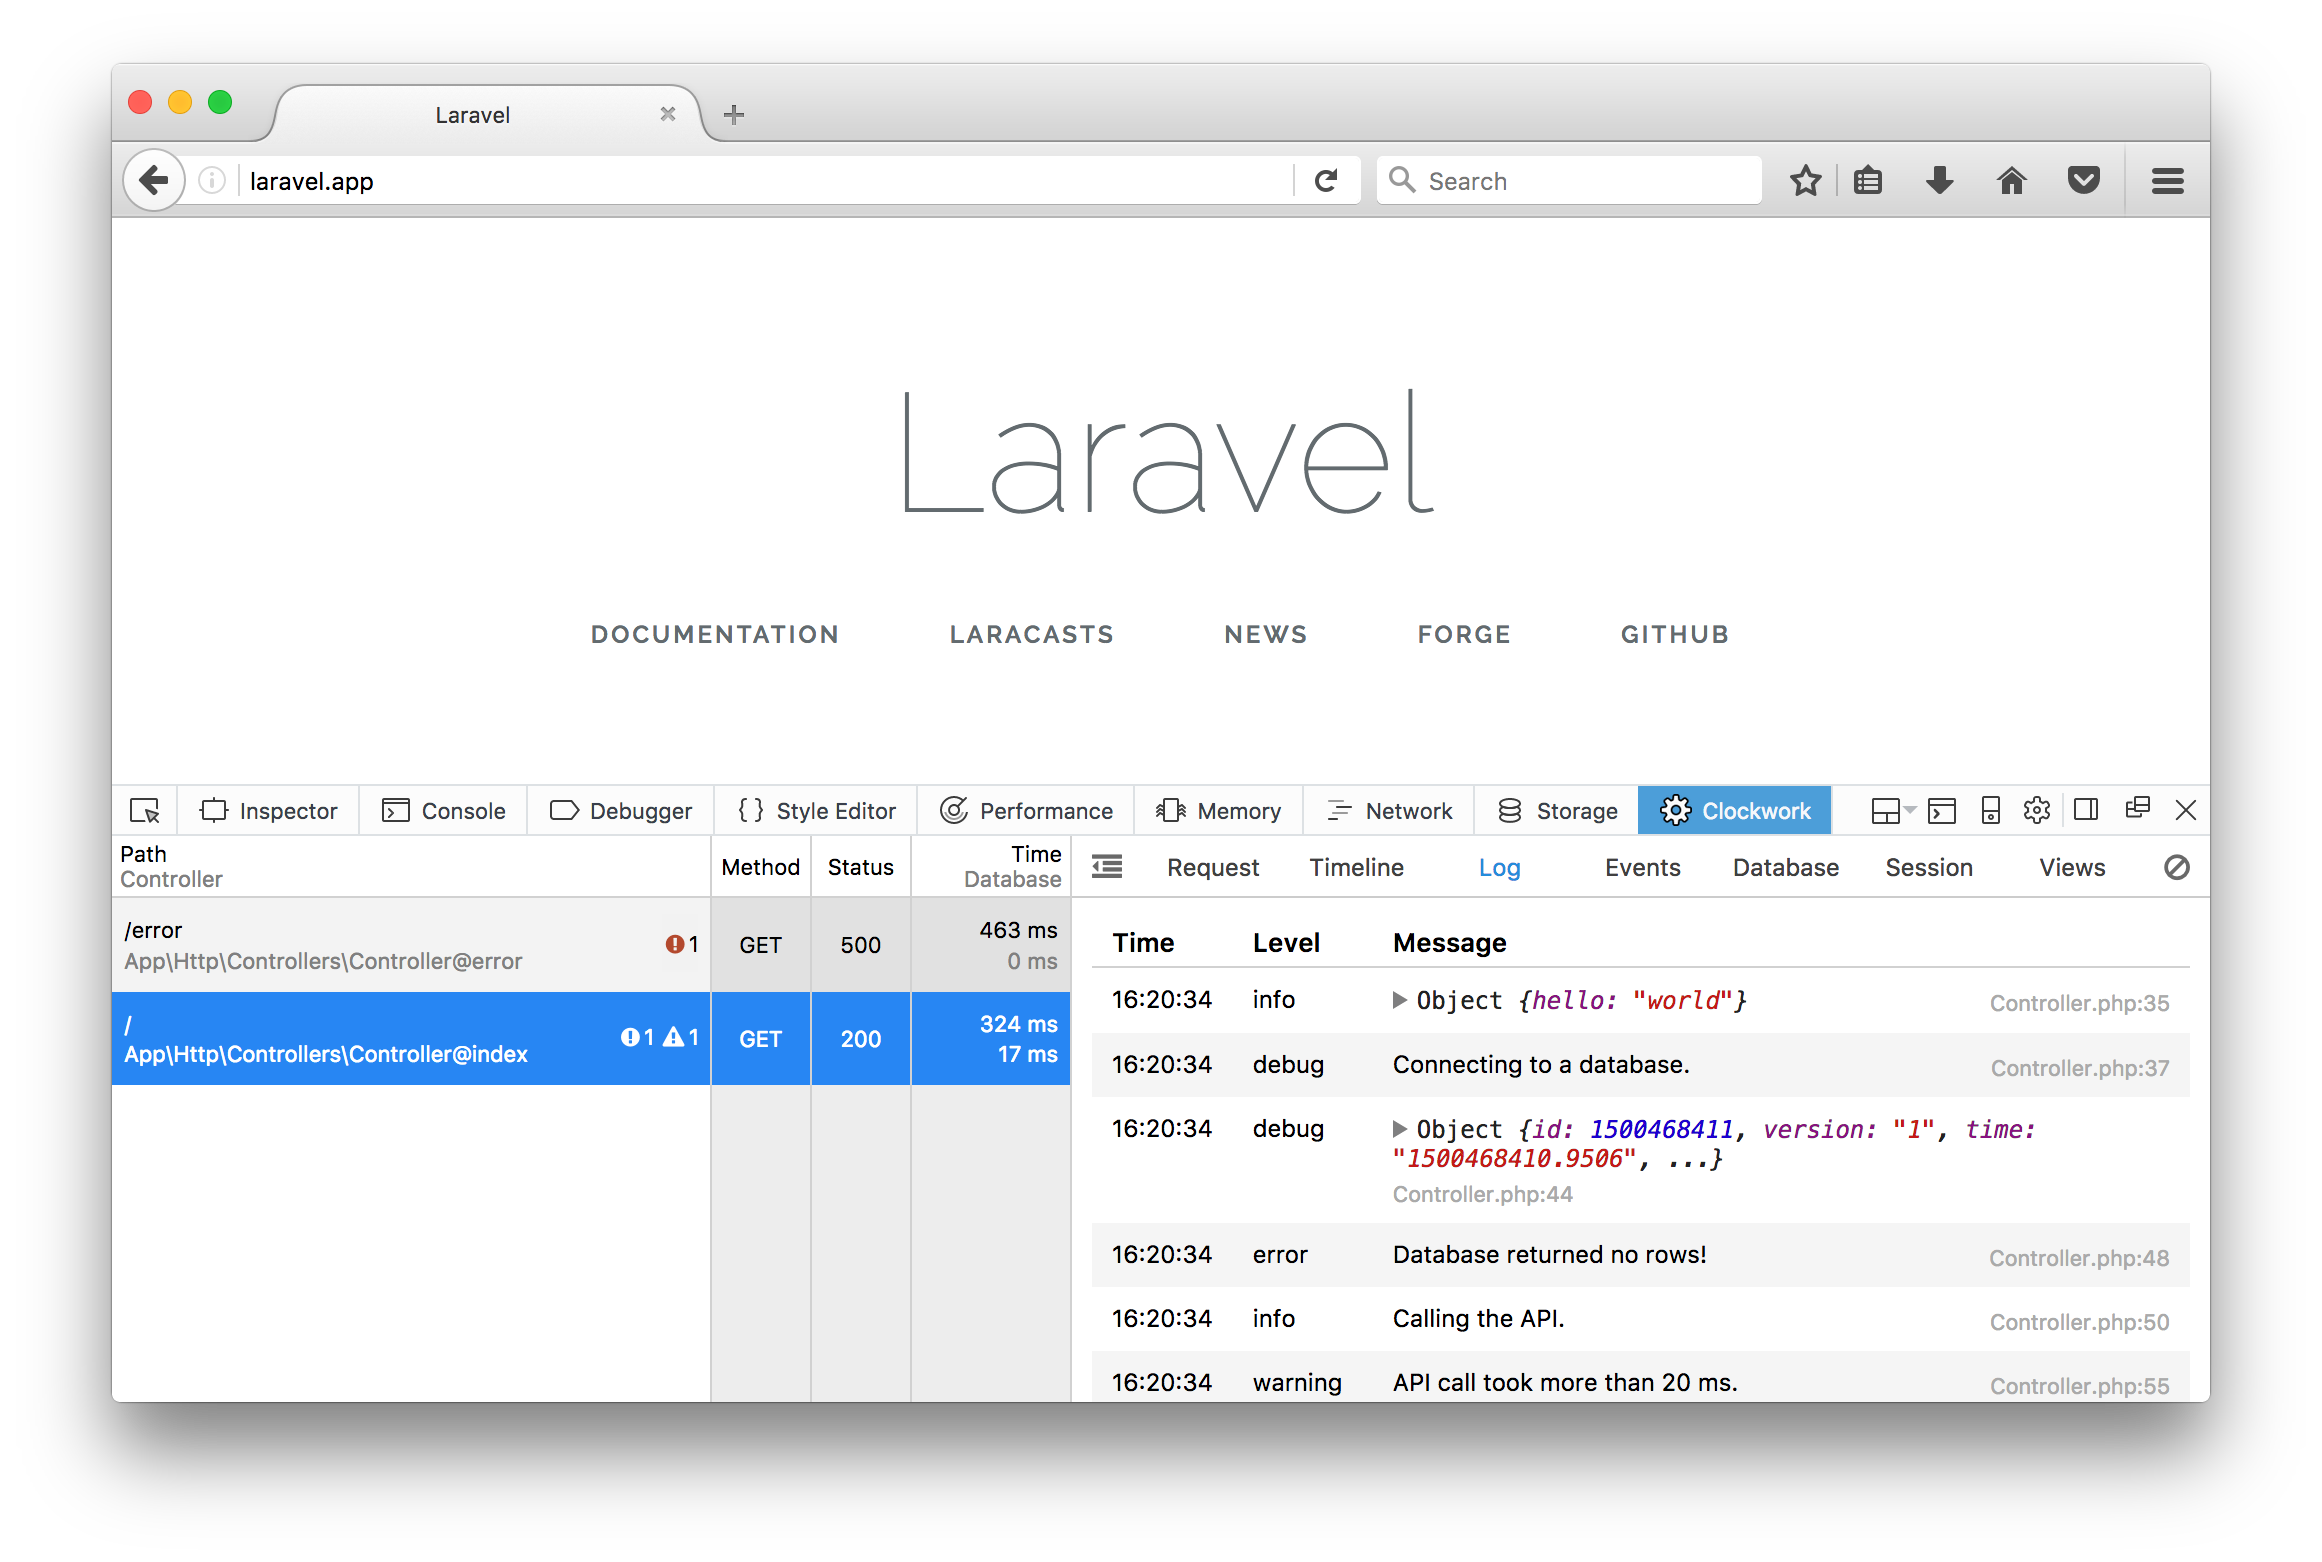 Laravel
laravel.app
Search
Laravel
DOCUMENTATION LARACASTS NEWS FORGE GITHUB
Inspector Console Debugger { } Style Editor Performance Memory Network Storage Clockwork
Path
Controller
Method Status
Time
Database
Request Timeline Log Events Database Session Views
/error
App\Http\Controllers\Controller@error
1
GET 500
463 ms
0 ms
/
App\Http\Controllers\Controller@index
1 1
GET 200
324 ms
17 ms
Time Level Message
16:20:34 info Object {hello: "world"} Controller.php:35
16:20:34 debug Connecting to a database. Controller.php:37
16:20:34 debug Object {id: 1500468411, version: "1", time:
"1500468410.9506", ...}
Controller.php:44
16:20:34 error Database returned no rows! Controller.php:48
16:20:34 info Calling the API. Controller.php:50
16:20:34 warning API call took more than 20 ms. Controller.php:55